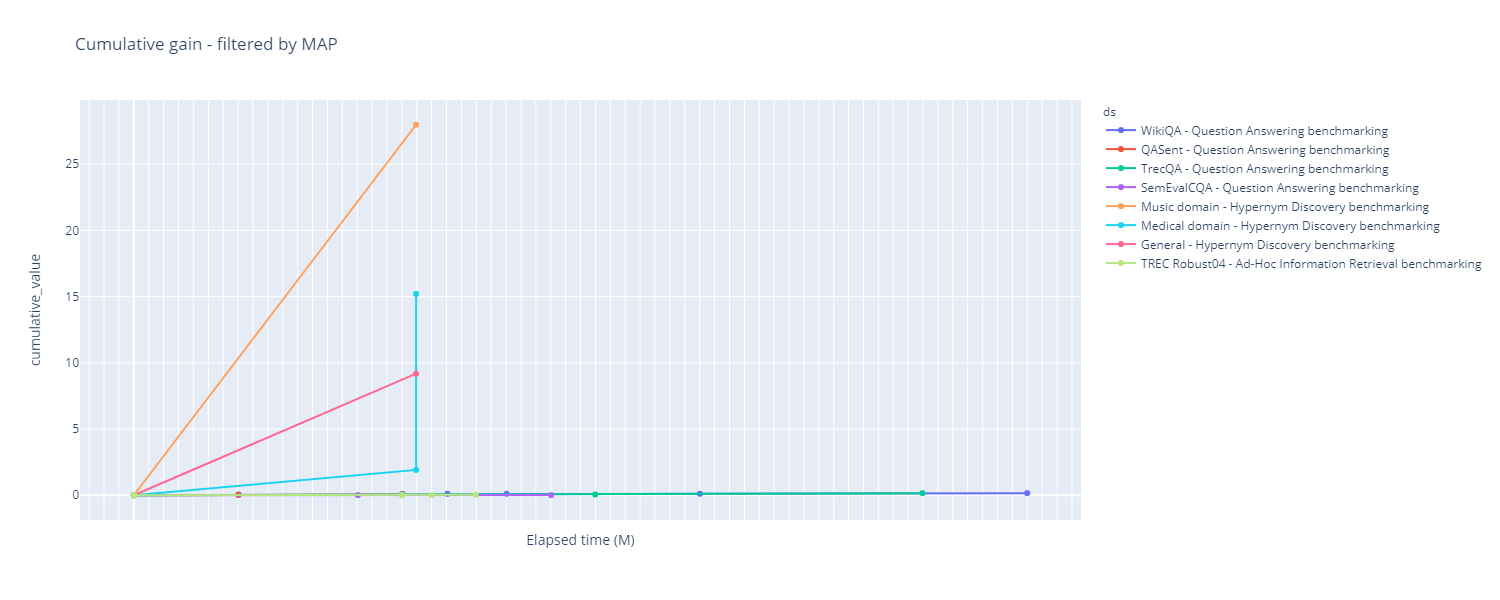 Cumulative gain - filtered by MAP
cumulative_value
25
20
15
10
5
0
Elapsed time (M)
ds
WikiQA - Question Answering benchmarking
QASent - Question Answering benchmarking
TrecQA - Question Answering benchmarking
SemEvalCQA - Question Answering benchmarking
Music domain - Hypernym Discovery benchmarking
Medical domain - Hypernym Discovery benchmarking
General - Hypernym Discovery benchmarking
TREC Robust04 - Ad-Hoc Information Retrieval benchmarking